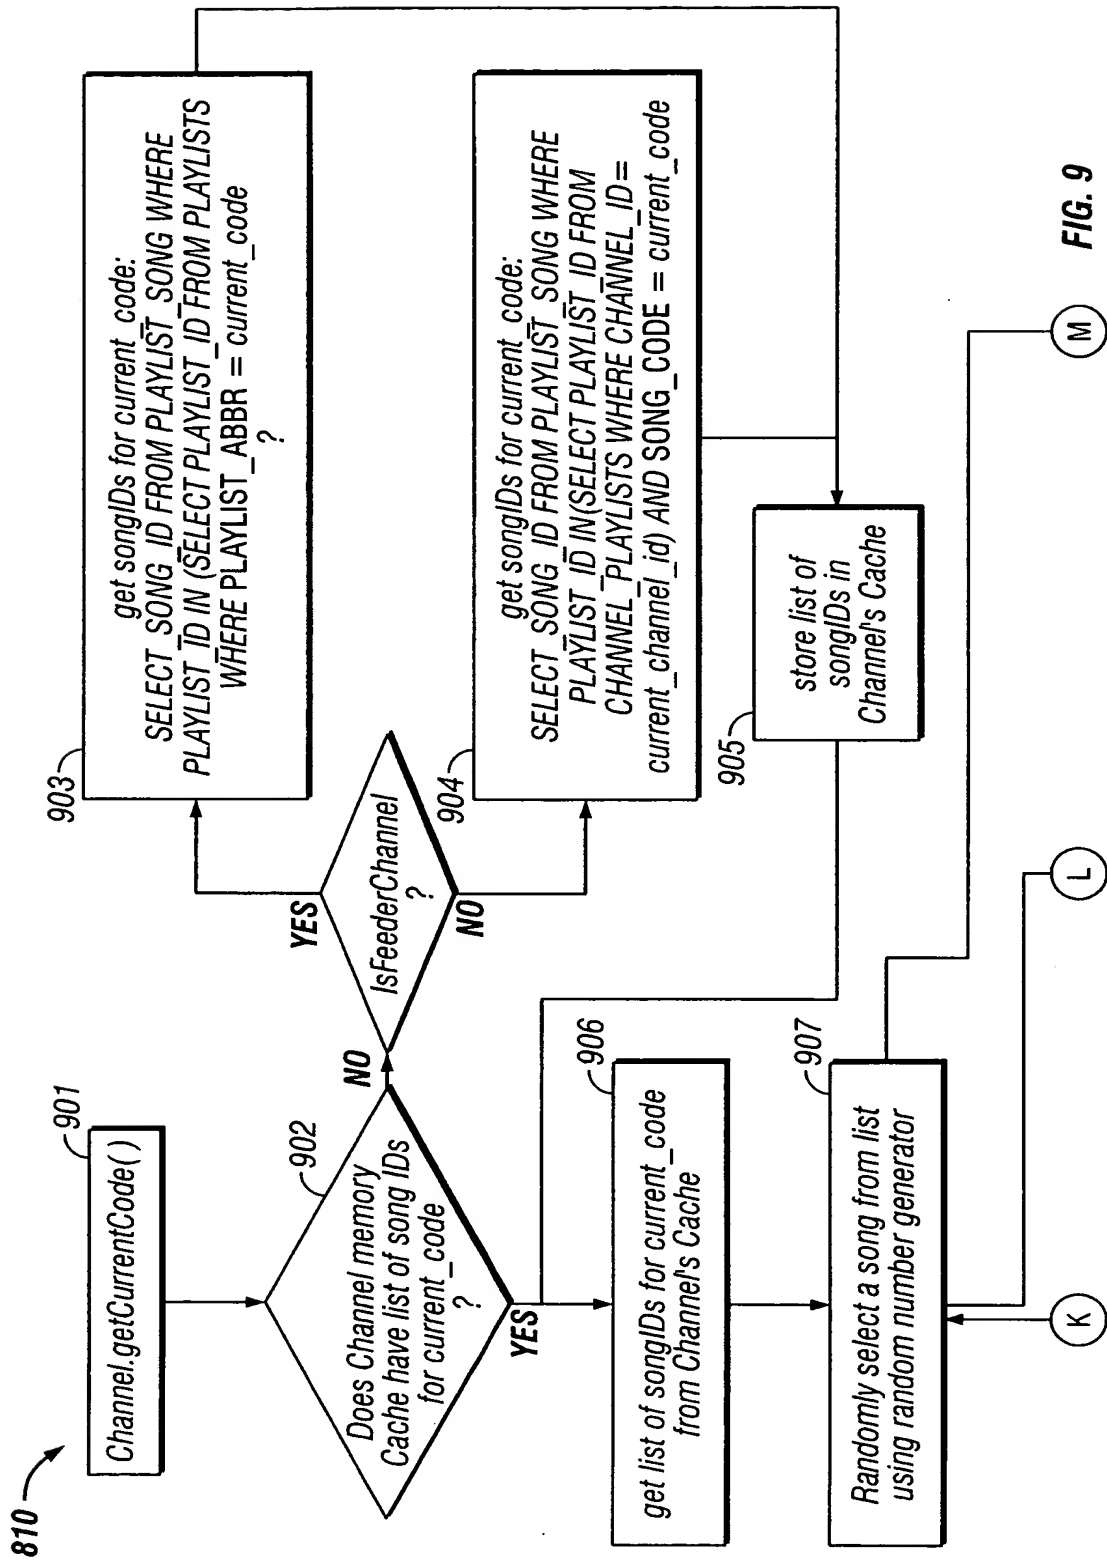 810
901
Channel.getCurrentCode( )
902
Does Channel memory
Cache have list of song IDs
for current_code
?
NO
YES
IsFeederChannel
?
YES
NO
903
get songIDs for current_code:
SELECT_SONG_ID FROM PLAYLIST_SONG WHERE
PLAYLIST_ID IN (SELECT PLAYLIST_ID FROM PLAYLISTS
WHERE PLAYLIST_ABBR = current_code
?
904
get songIDs for current_code:
SELECT_SONG_ID FROM PLAYLIST_SONG WHERE
PLAYLIST_ID IN(SELECT PLAYLIST_ID FROM
CHANNEL_PLAYLISTS WHERE CHANNEL_ID=
current_channel_id) AND SONG_CODE = current_code
905
store list of
songIDs in
Channel's Cache
906
get list of songIDs for current_code
from Channel's Cache
907
Randomly select a song from list
using random number generator
K
L
M
FIG. 9